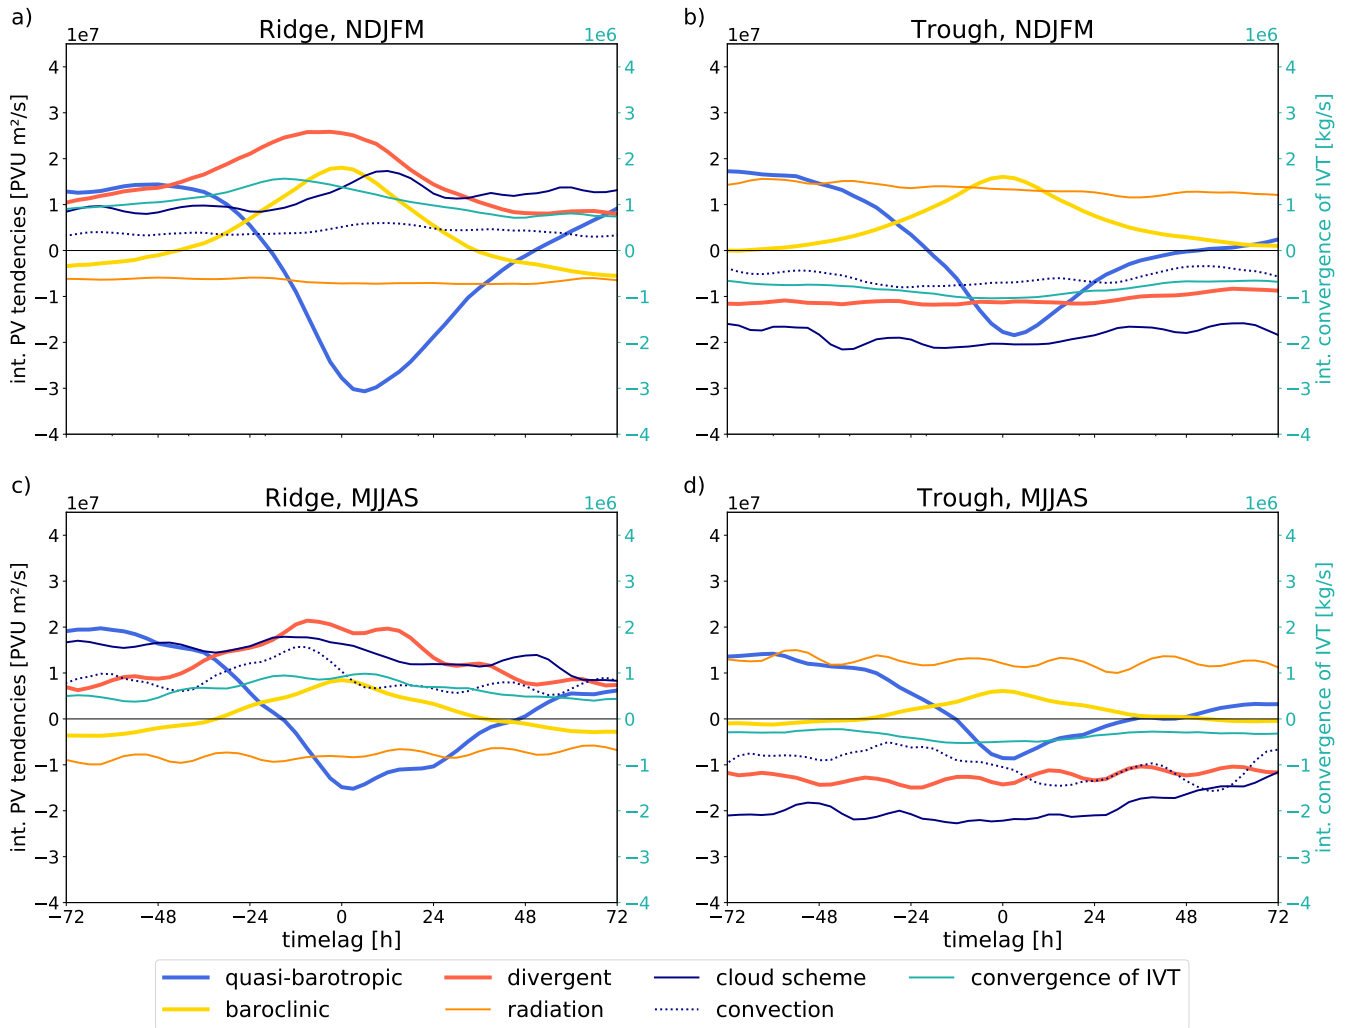 a)
Ridge, NDJFM
1e7
1e6
4
3
2
1
0
−1
−2
−3
−4
4
3
2
1
0
−1
−2
−3
−4
int. PV tendencies [PVU m²/s]
b)
Trough, NDJFM
1e6
4
3
2
1
0
−1
−2
−3
−4
4
3
2
1
0
−1
−2
−3
−4
int. convergence of IVT [kg/s]
c)
Ridge, MJJAS
1e7
1e6
4
3
2
1
0
−1
−2
−3
−4
4
3
2
1
0
−1
−2
−3
−4
int. PV tendencies [PVU m²/s]
−72 −48 −24 0 24 48 72
timelag [h]
d)
Trough, MJJAS
1e7
1e6
4
3
2
1
0
−1
−2
−3
−4
4
3
2
1
0
−1
−2
−3
−4
int. convergence of IVT [kg/s]
−72 −48 −24 0 24 48 72
timelag [h]
quasi-barotropic divergent cloud scheme convergence of IVT
baroclinic radiation convection